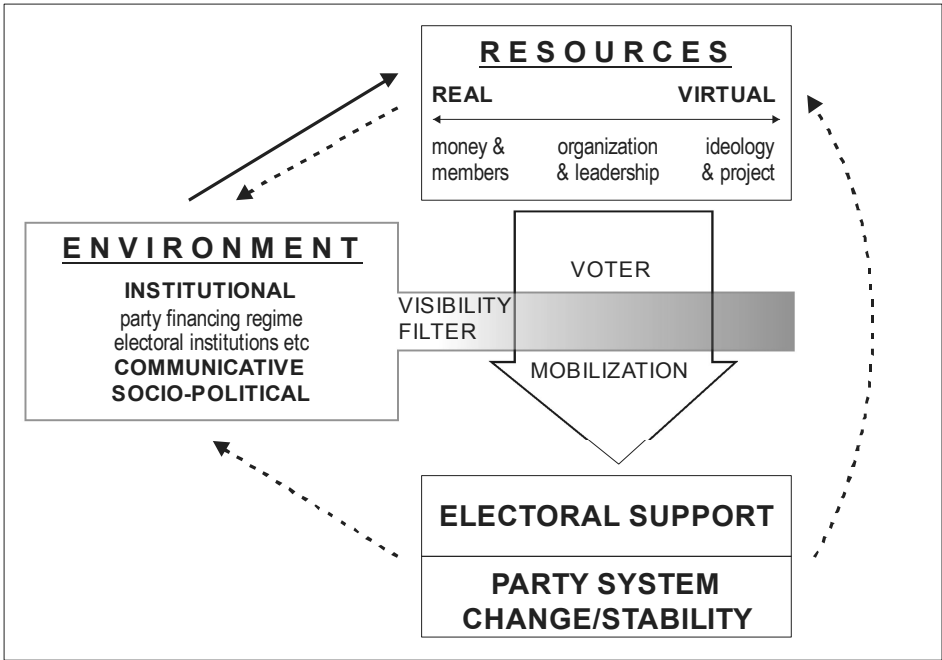 RESOURCES
REAL VIRTUAL
money & organization ideology
members & leadership & project
ENVIRONMENT
INSTITUTIONAL
party financing regime
electoral institutions etc
COMMUNICATIVE
SOCIO-POLITICAL
VISIBILITY
FILTER
VOTER
MOBILIZATION
ELECTORAL SUPPORT
PARTY SYSTEM
CHANGE/STABILITY